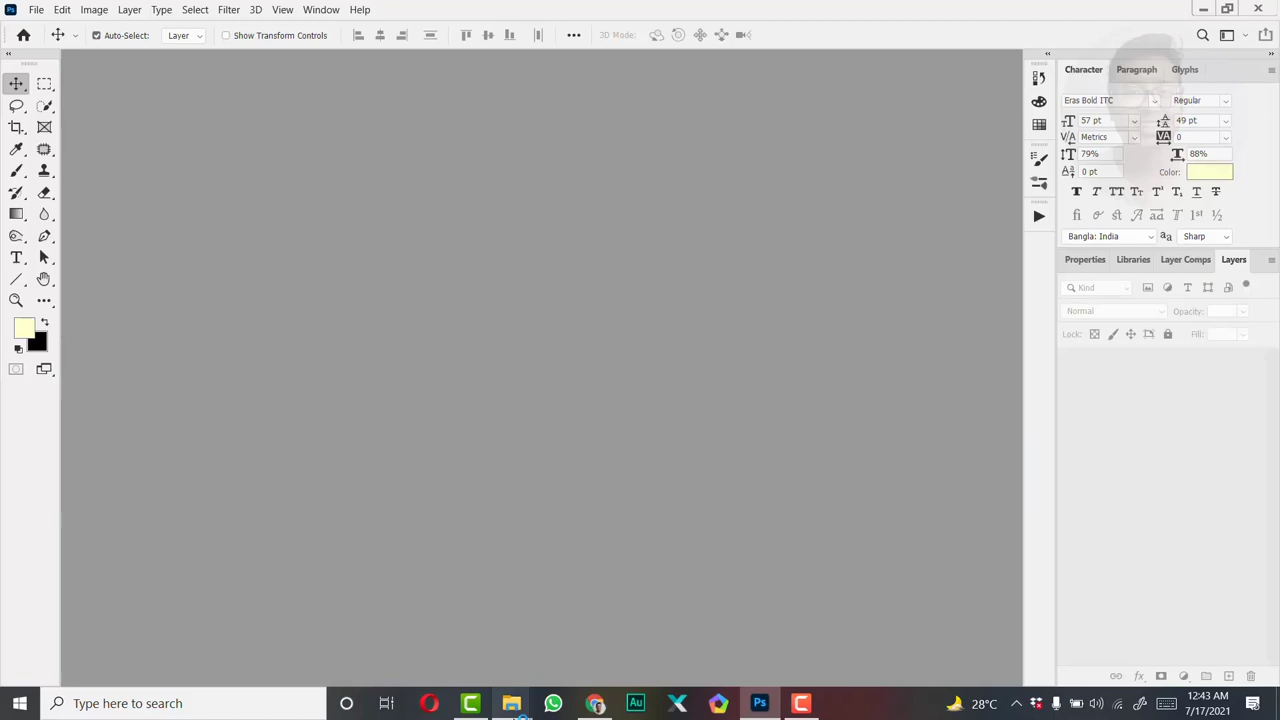 Ps File Edit Image Layer Type Select Filter 3D View Window Help
Auto-Select: Layer Show Transform Controls 3D Mode:
Character Paragraph Glyphs
Eras Bold ITC Regular
57 pt 49 pt
Metrics 0
79% 88%
0 pt Color:
Bangla: India Sharp
Properties Libraries Layer Comps Layers
Kind
Normal Opacity:
Lock: Fill:
Type here to search
Au Ps
28°C
12:43 AM
7/17/2021